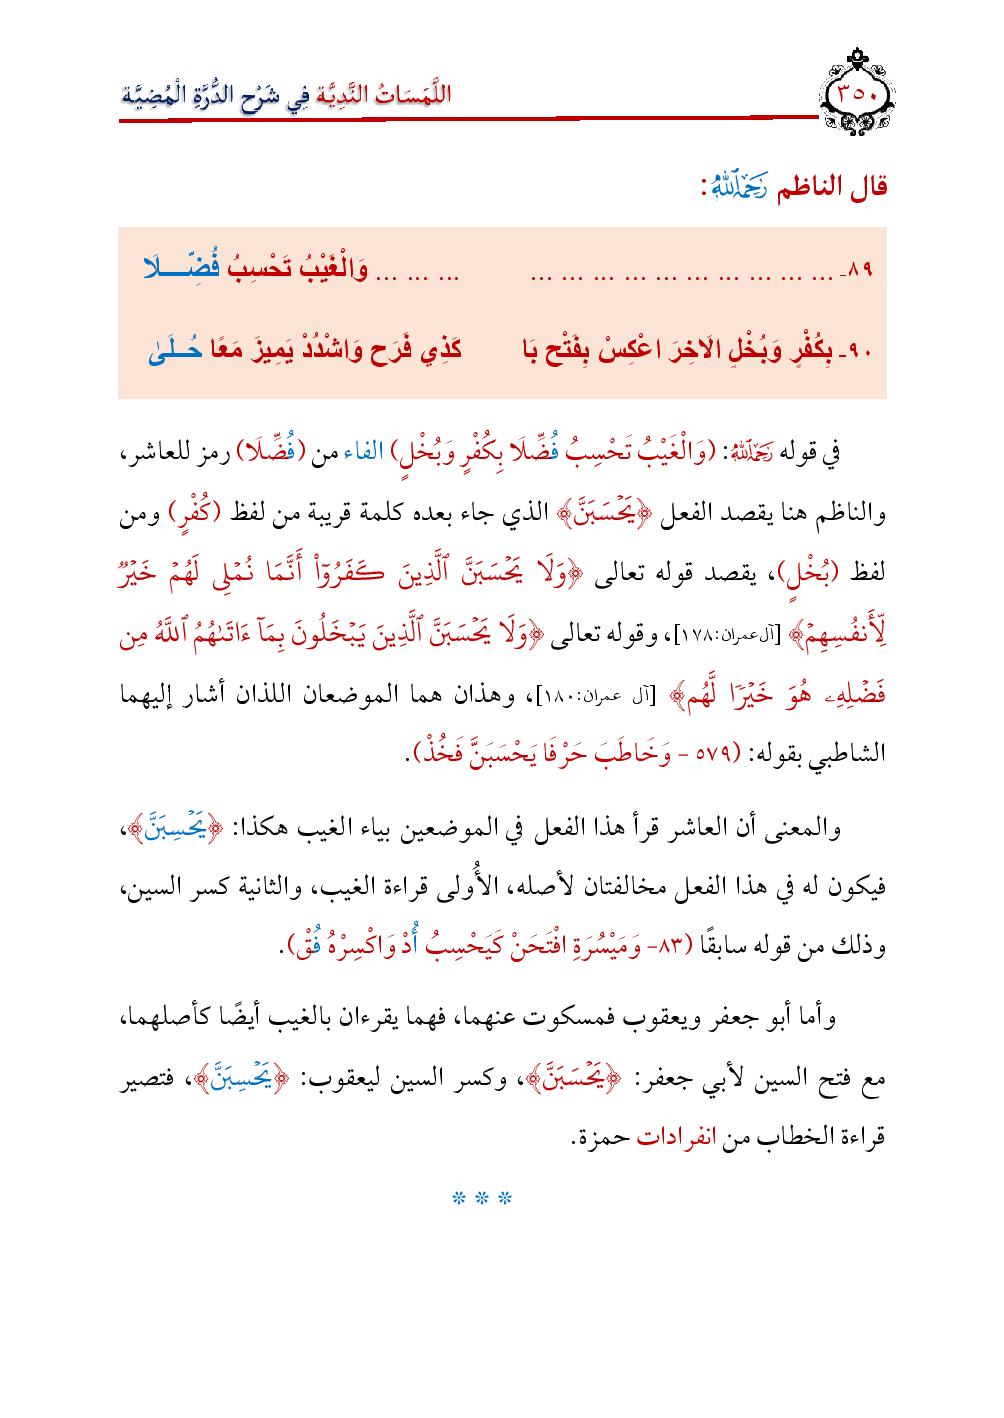 ٣٥٠
اللَّمَسَاتُ النَّدِيَّة فِي شَرْح الدُّرَّةِ الْمُضِيَّة
قال الناظم رَحِمَهُ ٱللَّهُ:
٨٩- ... ... ... ... ... ... ... ... ... ... ... ... ... وَالْغَيْبُ تَحْسِبُ فُضِّـــلَا
٩٠- بِكُفْرٍ وَبُخْلٍ الَاخِرَ اعْكِسْ بِفَتْحِ بَا كَذِي فَرَحٍ وَاشْدُدْ يَمِيزَ مَعًا حُـلَىٰ
في قوله رَحِمَهُ ٱللَّهُ: (وَالْغَيْبُ تَحْسِبُ فُضِّلَا بِكُفْرٍ وَبُخْلٍ) الفاء من (فُضِّلَا) رمز للعاشر،
والناظم هنا يقصد الفعل ﴿يَحۡسَبَنَّ﴾ الذي جاء بعده كلمة قريبة من لفظ (كُفْرٍ) ومن
لفظ (بُخْلٍ)، يقصد قوله تعالى ﴿وَلَا يَحۡسَبَنَّ ٱلَّذِينَ كَفَرُوٓاْ أَنَّمَا نُمۡلِى لَهُمۡ خَيۡرٞ
لِّأَنفُسِهِمۡ﴾ [آل عمران:١٧٨]، وقوله تعالى ﴿وَلَا يَحۡسَبَنَّ ٱلَّذِينَ يَبۡخَلُونَ بِمَآ ءَاتَىٰهُمُ ٱللَّهُ مِن
فَضۡلِهِۦ هُوَ خَيۡرٗا لَّهُم﴾ [آل عمران:١٨٠]، وهذان هما الموضعان اللذان أشار إليهما
الشاطبي بقوله: (٥٧٩ - وَخَاطَبَ حَرْفَا يَحْسَبَنَّ فَخُذْ).
والمعنى أن العاشر قرأ هذا الفعل في الموضعين بياء الغيب هكذا: ﴿يَحۡسِبَنَّ﴾،
فيكون له في هذا الفعل مخالفتان لأصله، الأُولى قراءة الغيب، والثانية كسر السين،
وذلك من قوله سابقًا (٨٣- وَمَيْسُرَةِ افْتَحَنْ كَيَحْسِبُ أُدْ وَاكْسِرْهُ فُقْ).
وأما أبو جعفر ويعقوب فمسكوت عنهما، فهما يقرءان بالغيب أيضًا كأصلهما،
مع فتح السين لأبي جعفر: ﴿يَحۡسَبَنَّ﴾، وكسر السين ليعقوب: ﴿يَحۡسِبَنَّ﴾، فتصير
قراءة الخطاب من انفرادات حمزة.
* * *